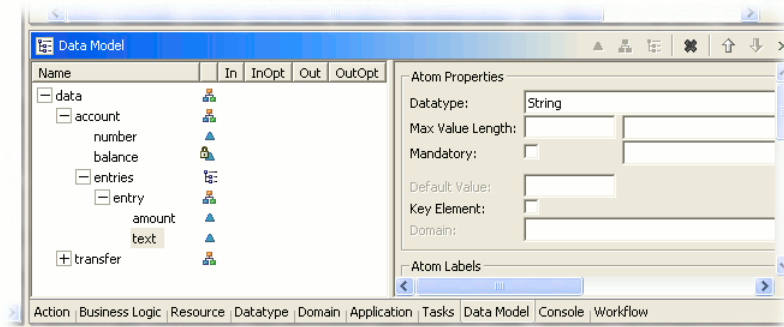 Data Model
Name In InOpt Out OutOpt
data
account
number
balance
entries
entry
amount
text
transfer
Atom Properties
Datatype: String
Max Value Length:
Mandatory:
Default Value:
Key Element:
Domain:
Atom Labels
Action Business Logic Resource Datatype Domain Application Tasks Data Model Console Workflow